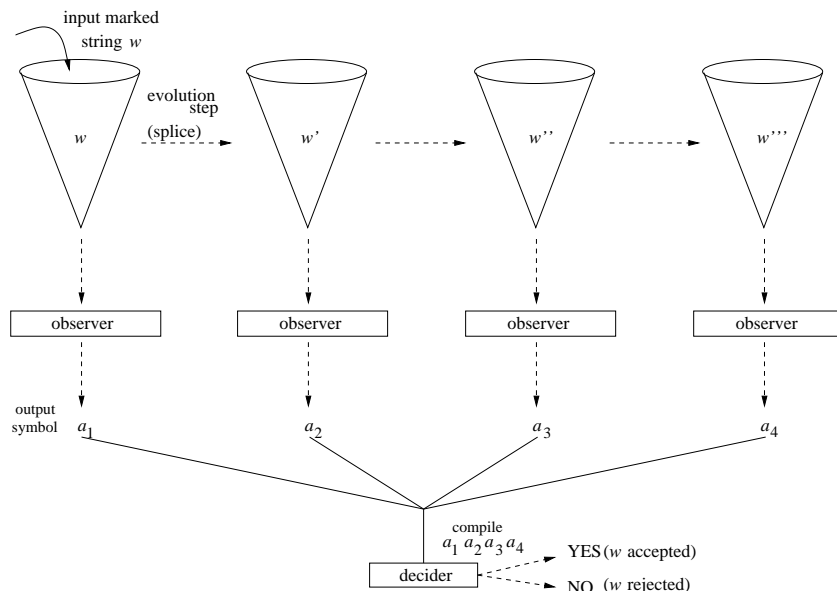 input marked
string w
evolution
step
(splice)
w
w'
w''
w'''
observer
observer
observer
observer
output
symbol
a1
a2
a3
a4
compile
a1 a2 a3 a4
decider
YES (w accepted)
NO (w rejected)